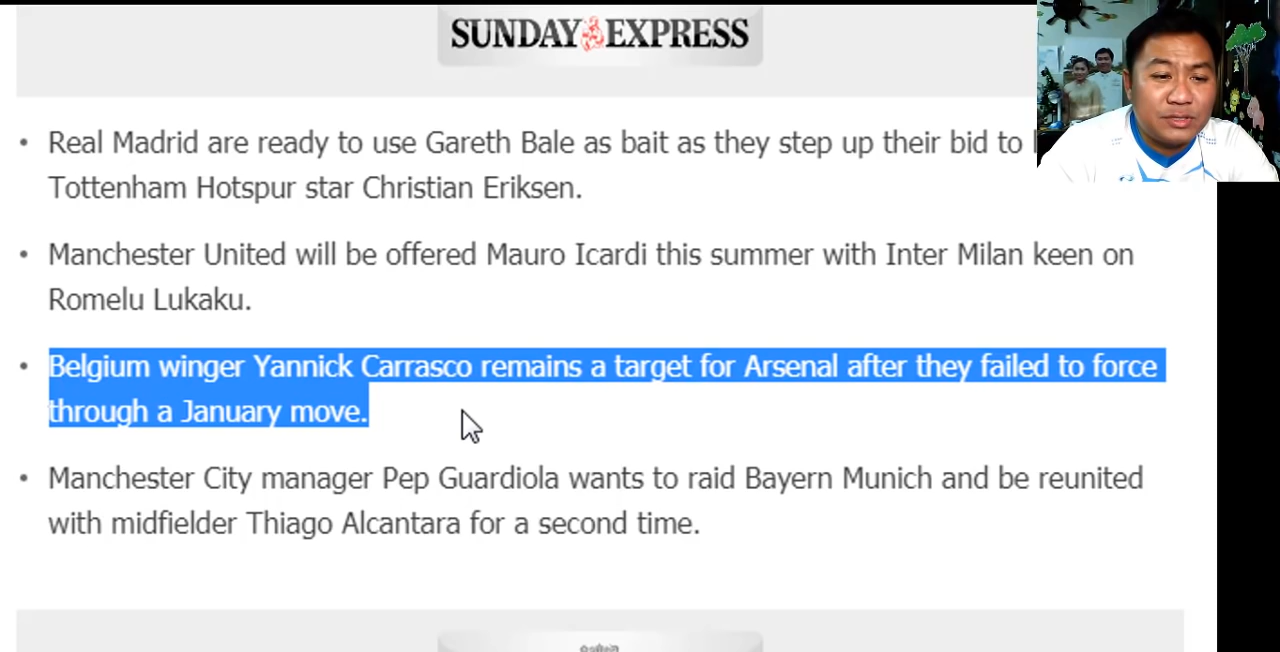 SUNDAY EXPRESS
Real Madrid are ready to use Gareth Bale as bait as they step up their bid to
Tottenham Hotspur star Christian Eriksen.
Manchester United will be offered Mauro Icardi this summer with Inter Milan keen on
Romelu Lukaku.
Belgium winger Yannick Carrasco remains a target for Arsenal after they failed to force
through a January move.
Manchester City manager Pep Guardiola wants to raid Bayern Munich and be reunited
with midfielder Thiago Alcantara for a second time.